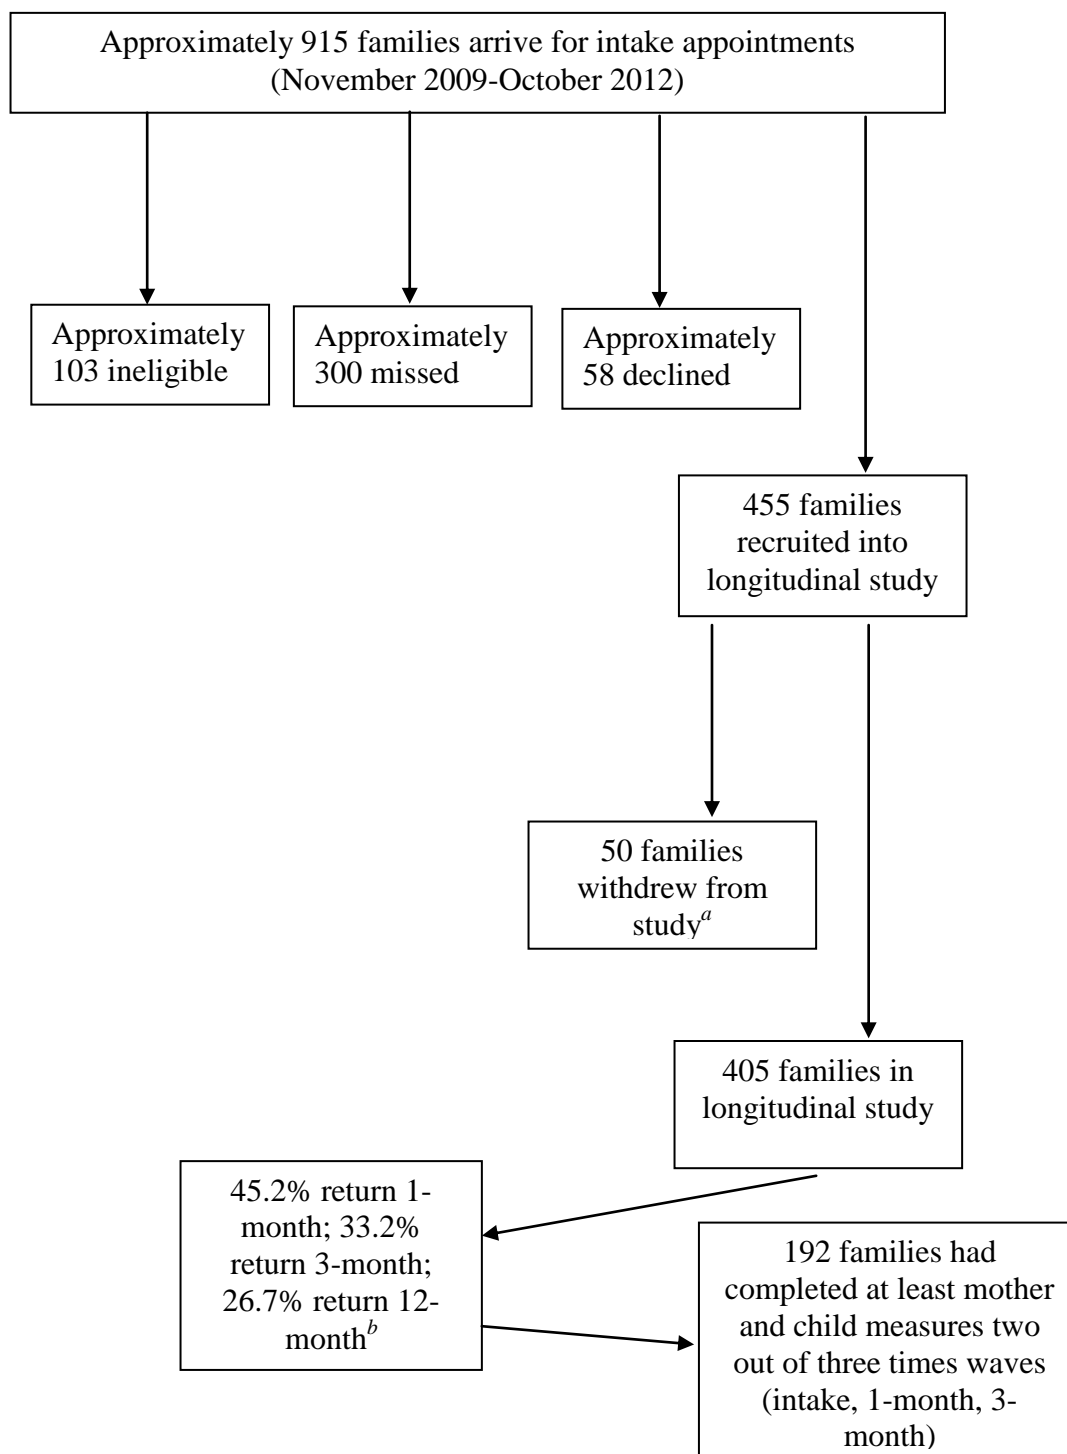 Approximately 915 families arrive for intake appointments
(November 2009-October 2012)
Approximately
103 ineligible
Approximately
300 missed
Approximately
58 declined
455 families
recruited into
longitudinal study
50 families
withdrew from
study^a
405 families in
longitudinal study
45.2% return 1-
month; 33.2%
return 3-month;
26.7% return 12-
month^b
192 families had
completed at least mother
and child measures two
out of three times waves
(intake, 1-month, 3-
month)